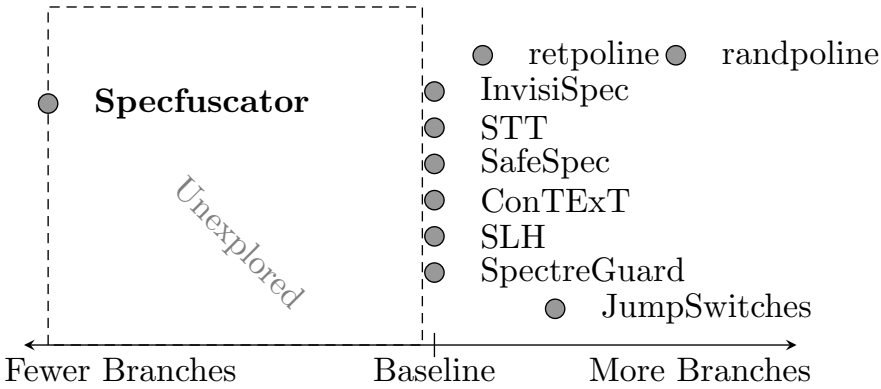 retpoline
randpoline
Specfuscator
InvisiSpec
STT
SafeSpec
ConTExT
SLH
SpectreGuard
Unexplored
JumpSwitches
Fewer Branches
Baseline
More Branches